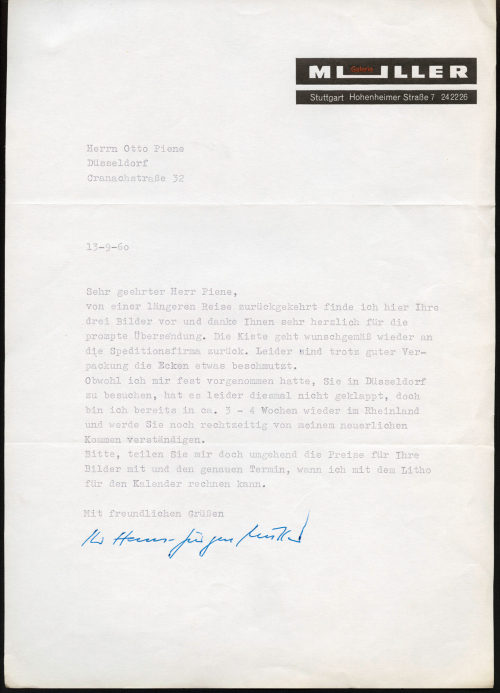 Galerie
MÜLLER
Stuttgart Hohenheimer Straße 7 24 22 26
Herrn Otto Piene
Düsseldorf
Cranachstraße 32
13-9-60
Sehr geehrter Herr Piene,
von einer längeren Reise zurückgekehrt finde ich hier Ihre
drei Bilder vor und danke Ihnen sehr herzlich für die
prompte Übersendung. Die Kiste geht wunschgemäß wieder an
die Speditionsfirma zurück. Leider sind trotz guter Ver-
packung die Ecken etwas beschmutzt.
Obwohl ich mir fest vorgenommen hatte, Sie in Düsseldorf
zu besuchen, hat es leider diesmal nicht geklappt, doch
bin ich bereits in ca. 3 - 4 Wochen wieder im Rheinland
und werde Sie noch rechtzeitig von meinem neuerlichen
Kommen verständigen.
Bitte, teilen Sie mir doch umgehend die Preise für Ihre
Bilder mit und den genauen Termin, wann ich mit dem Litho
für den Kalender rechnen kann.
Mit freundlichen Grüßen
Ihr Hans-Jürgen Müller